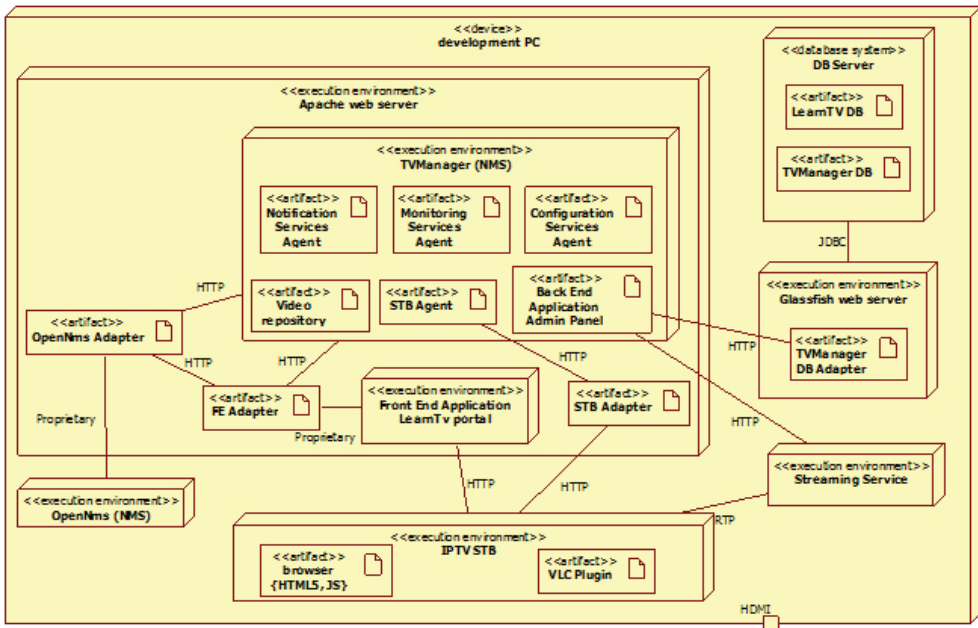 <<device>>
development PC
<<database system>>
DB Server
<<artifact>>
LearnTV DB
<<artifact>>
TVManager DB
<<execution environment>>
Apache web server
<<execution environment>>
TVManager (NMS)
<<artifact>>
Notification
Services
Agent
<<artifact>>
Monitoring
Services
Agent
<<artifact>>
Configuration
Services
Agent
JDBC
<<artifact>>
Video
repository
<<artifact>>
STB Agent
<<artifact>>
Back End
Application
Admin Panel
<<execution environment>>
Glassfish web server
<<artifact>>
TVManager
DB Adapter
HTTP
<<artifact>>
OpenNms Adapter
HTTP
HTTP
HTTP
HTTP
<<artifact>>
FE Adapter
<<execution environment>>
Front End Application
LearnTv portal
<<artifact>>
STB Adapter
Proprietary
Proprietary
HTTP
<<execution environment>>
OpenNms (NMS)
HTTP
HTTP
<<execution environment>>
Streaming Service
RTP
<<execution environment>>
IPTV STB
<<artifact>>
browser
{HTML5, JS}
<<artifact>>
VLC Plugin
HDMI